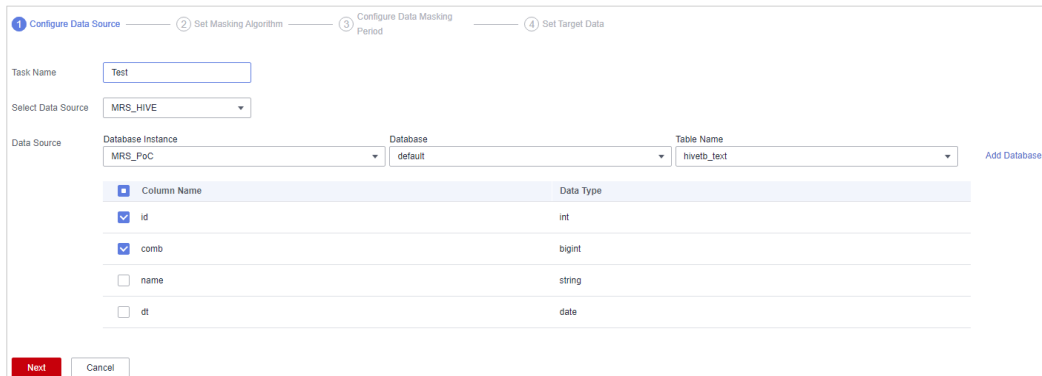 1 Configure Data Source 2 Set Masking Algorithm 3 Configure Data Masking Period 4 Set Target Data
Task Name Test
Select Data Source MRS_HIVE
Data Source Database Instance Database Table Name
MRS_PoC default hivetb_text Add Database
Column Name Data Type
id int
comb bigint
name string
dt date
Next Cancel